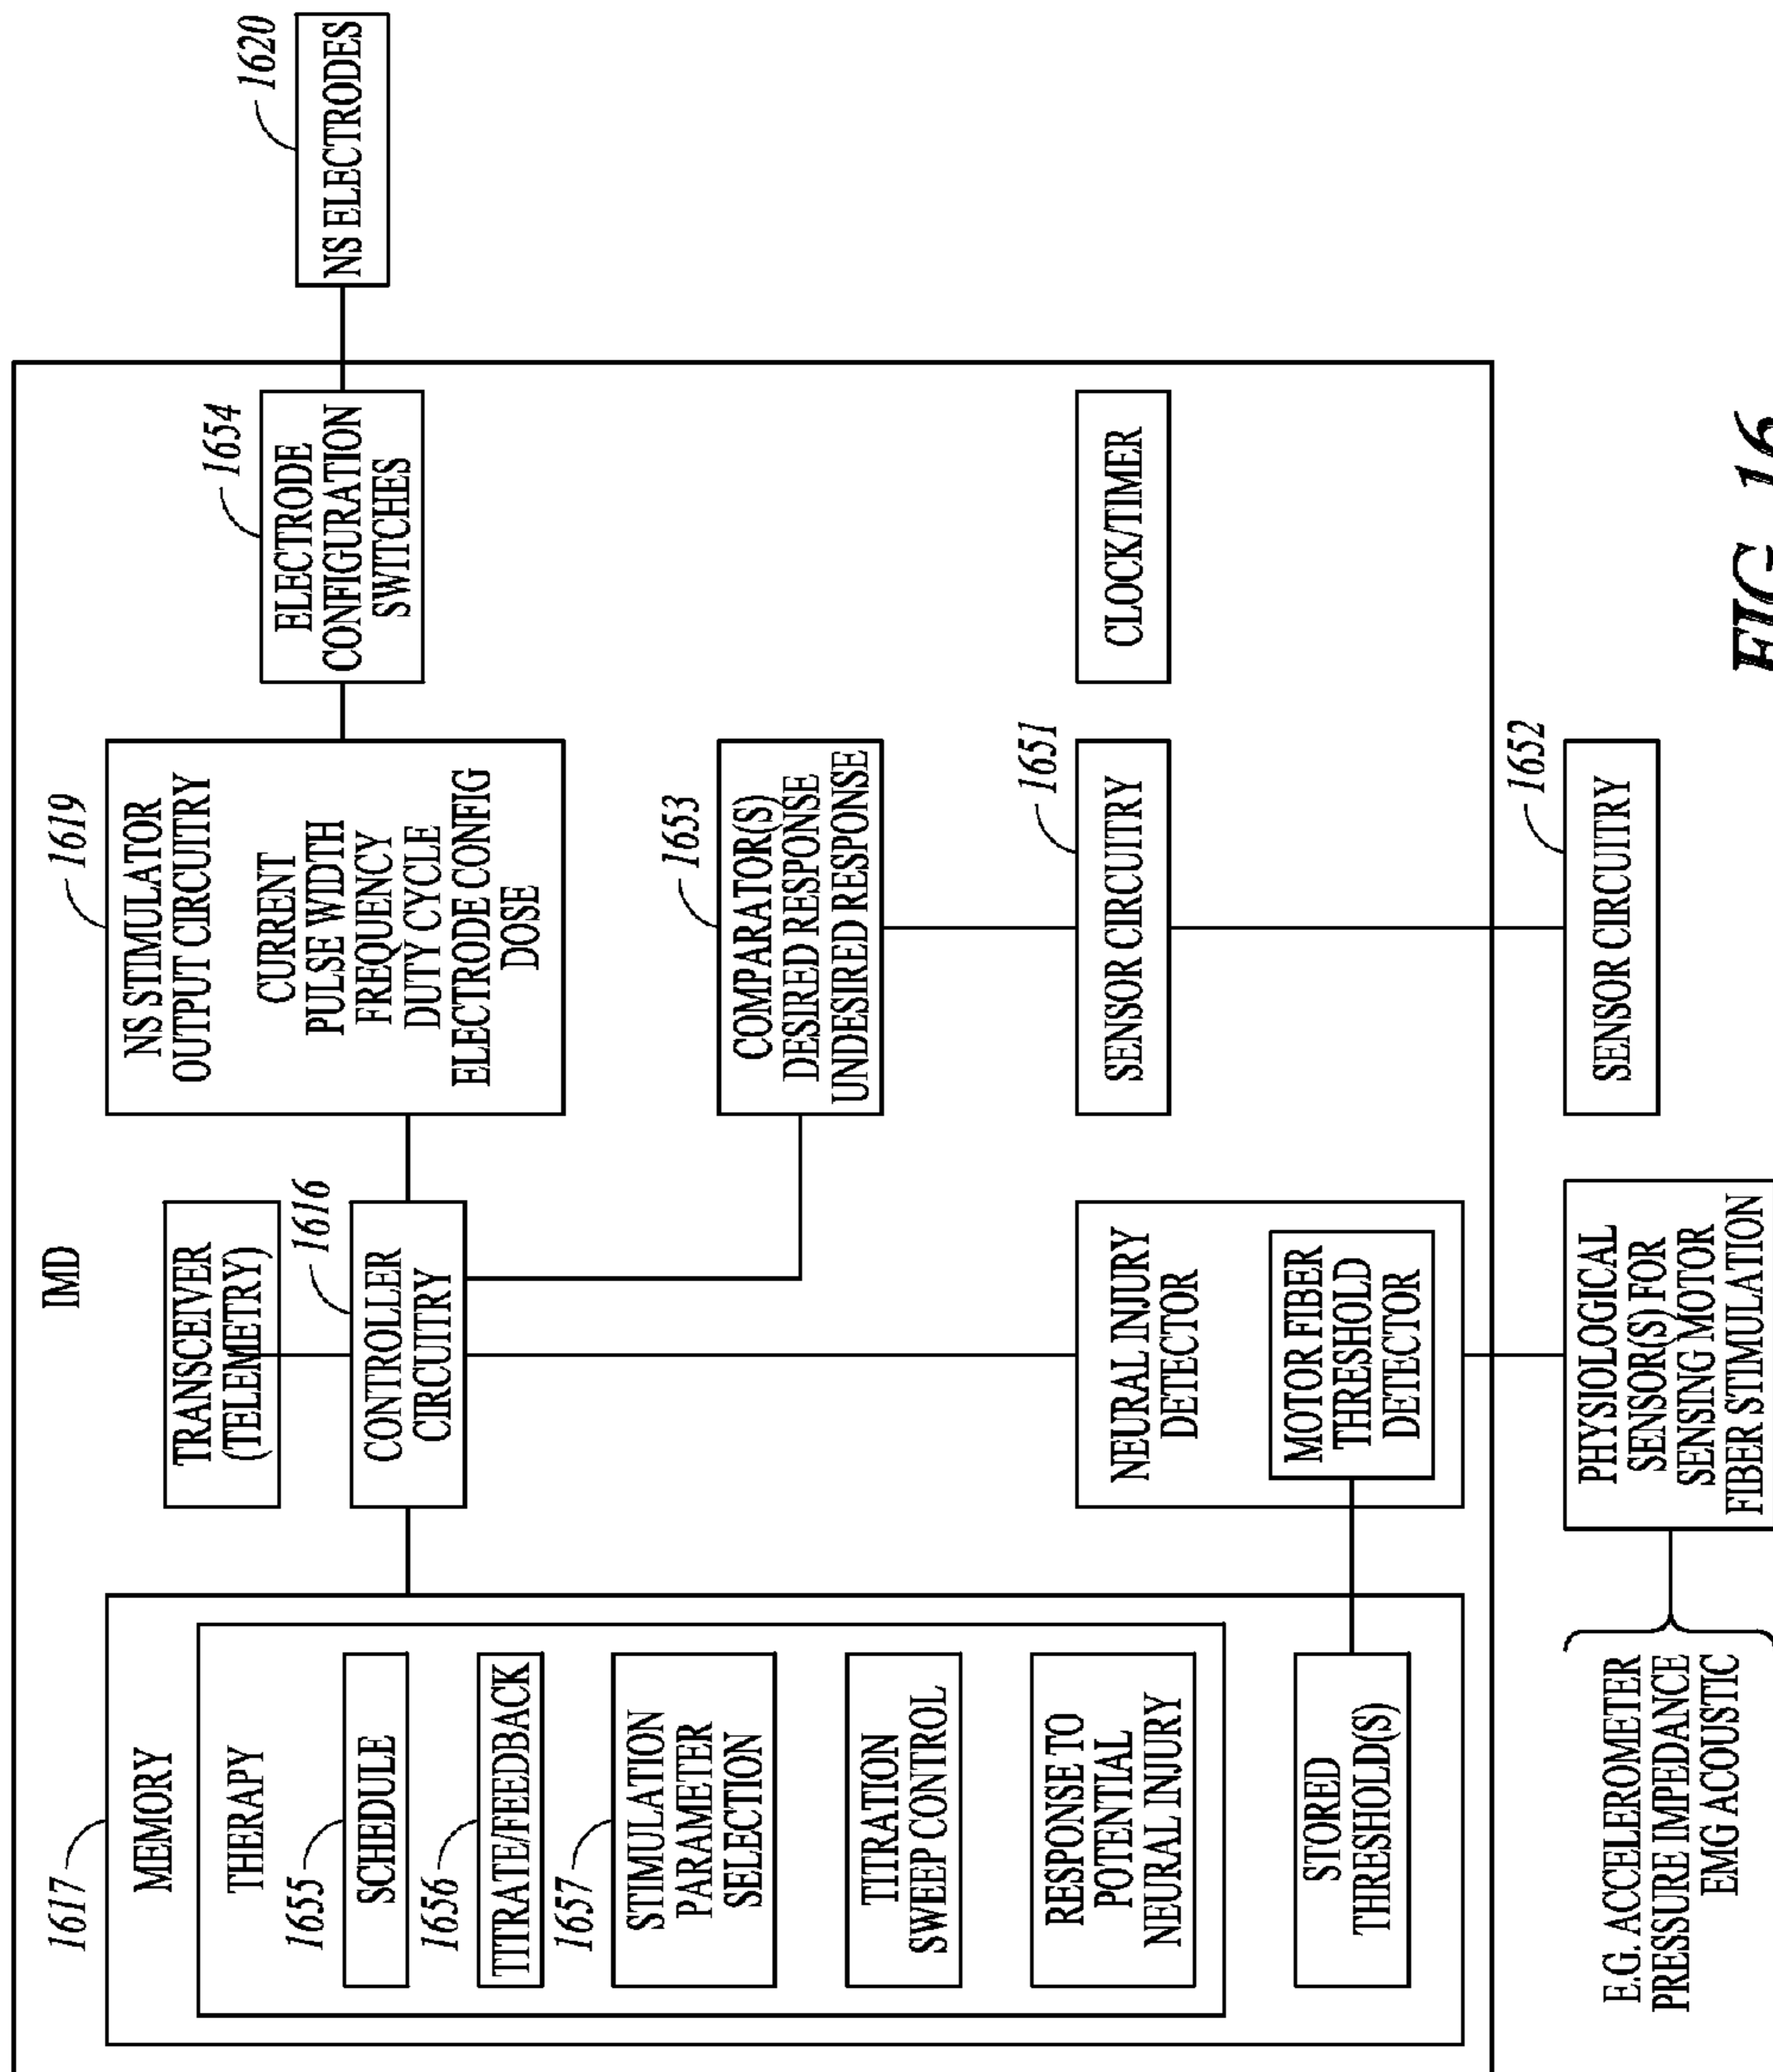 IMD
1617
MEMORY
THERAPY
1655
SCHEDULE
1656
TITRATE/FEEDBACK
1657
STIMULATION
PARAMETER
SELECTION
TITRATION
SWEEP CONTROL
RESPONSE TO
POTENTIAL
NEURAL INJURY
STORED
THRESHOLD(S)
TRANSCEIVER
(TELEMETRY)
1616
CONTROLLER
CIRCUITRY
NEURAL INJURY
DETECTOR
MOTOR FIBER
THRESHOLD
DETECTOR
1619
NS STIMULATOR
OUTPUT CIRCUITRY
CURRENT
PULSE WIDTH
FREQUENCY
DUTY CYCLE
ELECTRODE CONFIG
DOSE
1653
COMPARATOR(S)
DESIRED RESPONSE
UNDESIRED RESPONSE
1651
SENSOR CIRCUITRY
1654
ELECTRODE
CONFIGURATION
SWITCHES
CLOCK/TIMER
1620
NS ELECTRODES
E.G. ACCELEROMETER
PRESSURE IMPEDANCE
EMG ACOUSTIC
PHYSIOLOGICAL
SENSOR(S) FOR
SENSING MOTOR
FIBER STIMULATION
1652
SENSOR CIRCUITRY
FIG. 16